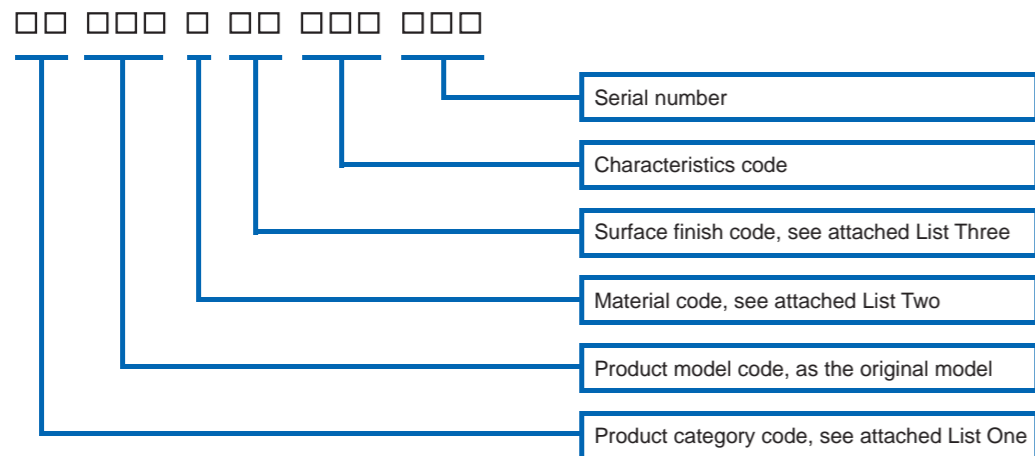 □□ □□□ □ □□ □□□ □□□
Serial number
Characteristics code
Surface finish code, see attached List Three
Material code, see attached List Two
Product model code, as the original model
Product category code, see attached List One